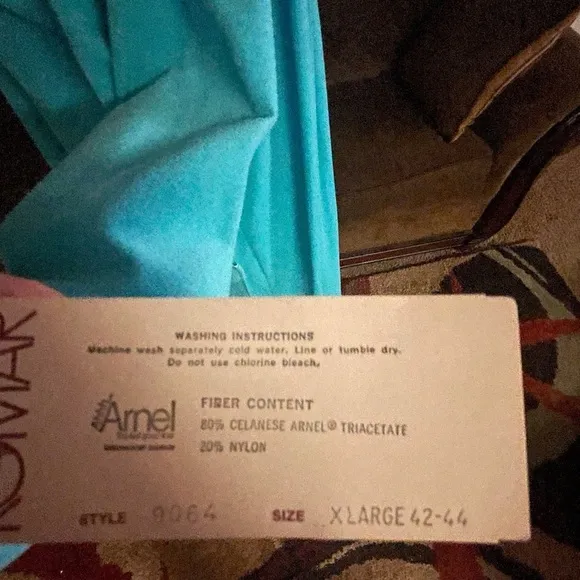 KOMAR
WASHING INSTRUCTIONS
Machine wash separately cold water. Line or tumble dry.
Do not use chlorine bleach.
Arnel
FIBER CONTENT
80% CELANESE ARNEL® TRIACETATE
20% NYLON
STYLE 9064 SIZE X LARGE 42-44